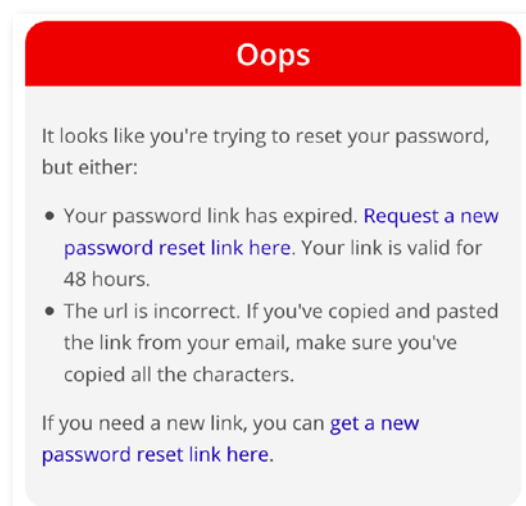 Oops
It looks like you're trying to reset your password,
but either:
• Your password link has expired. Request a new
password reset link here. Your link is valid for
48 hours.
• The url is incorrect. If you've copied and pasted
the link from your email, make sure you've
copied all the characters.
If you need a new link, you can get a new
password reset link here.